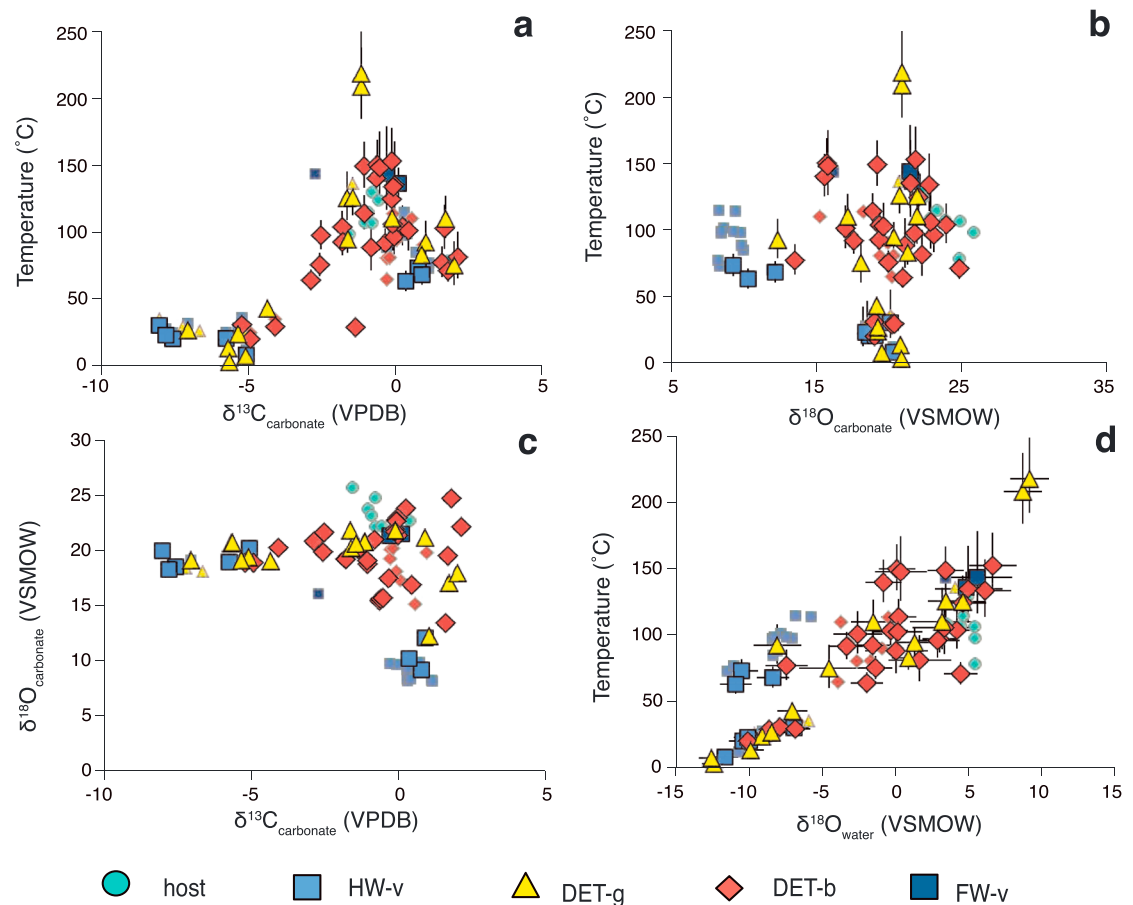 a
250
200
150
100
50
0
-10
-5
0
5
Temperature (˚C)
δ¹³Ccarbonate (VPDB)
b
250
200
150
100
50
0
5
15
25
35
Temperature (˚C)
δ¹⁸Ocarbonate (VSMOW)
c
30
25
20
15
10
5
0
-10
-5
0
5
δ¹⁸Ocarbonate (VSMOW)
δ¹³Ccarbonate (VPDB)
d
250
200
150
100
50
0
-15
-10
-5
0
5
10
15
Temperature (˚C)
δ¹⁸Owater (VSMOW)
host
HW-v
DET-g
DET-b
FW-v